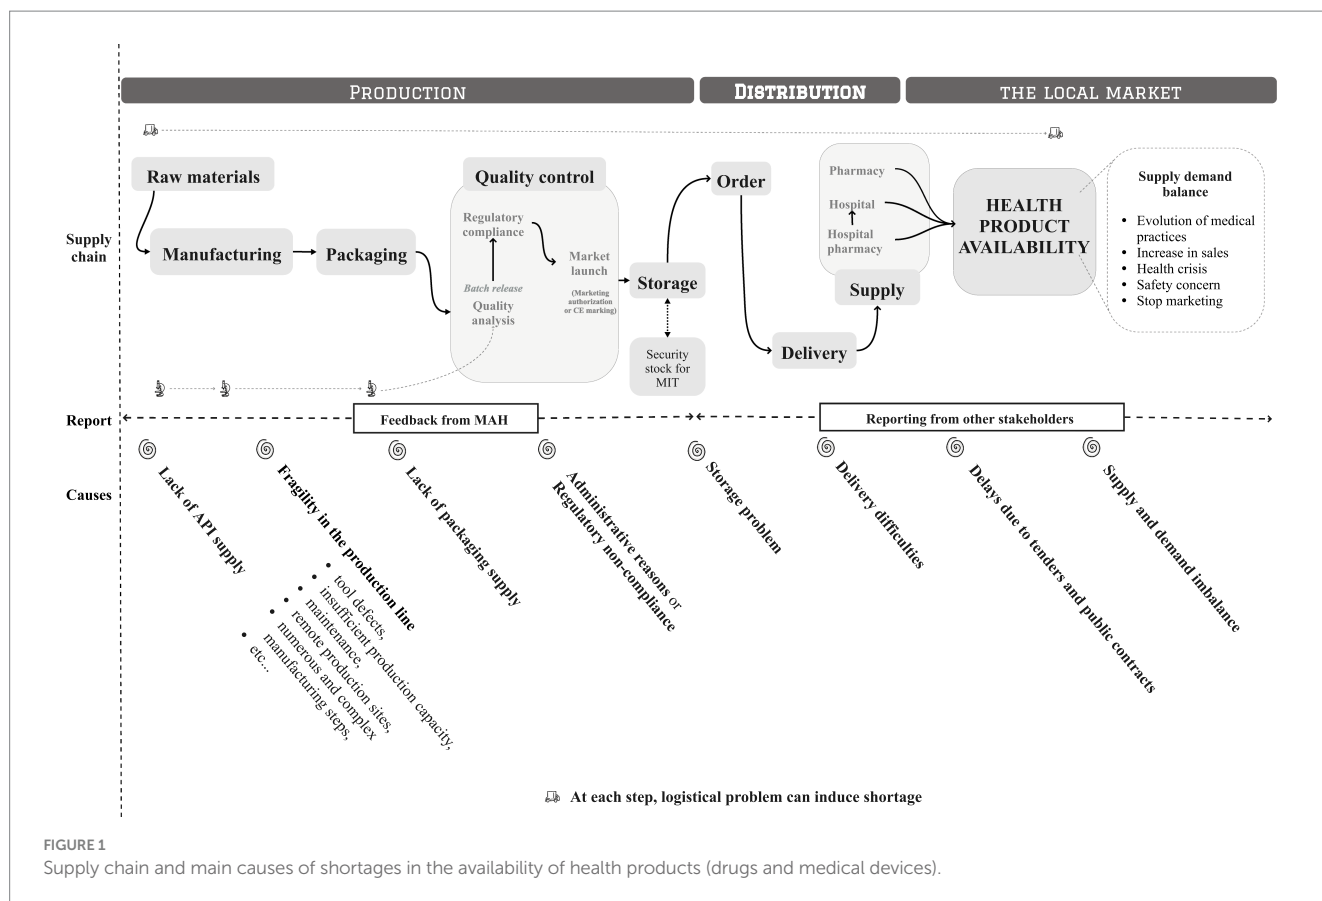 PRODUCTION
DISTRIBUTION
THE LOCAL MARKET
Supply
chain
Raw materials
Manufacturing
Packaging
Quality control
Regulatory
compliance
Batch release
Quality
analysis
Market
launch
(Marketing
authorization
or CE marking)
Storage
Security
stock for
MIT
Order
Delivery
Pharmacy
Hospital
Hospital
pharmacy
Supply
HEALTH
PRODUCT
AVAILABILITY
Supply demand
balance
• Evolution of medical
practices
• Increase in sales
• Health crisis
• Safety concern
• Stop marketing
Report
Feedback from MAH
Reporting from other stakeholders
Causes
Lack of API supply
Fragility in the production line
• tool defects,
• insufficient production capacity,
• maintenance,
• remote production sites,
• numerous and complex
manufacturing steps,
• etc...
Lack of packaging supply
Administrative reasons or
Regulatory non-compliance
Storage problem
Delivery difficulties
Delays due to tenders and public contracts
Supply and demand imbalance
At each step, logistical problem can induce shortage
FIGURE 1
Supply chain and main causes of shortages in the availability of health products (drugs and medical devices).